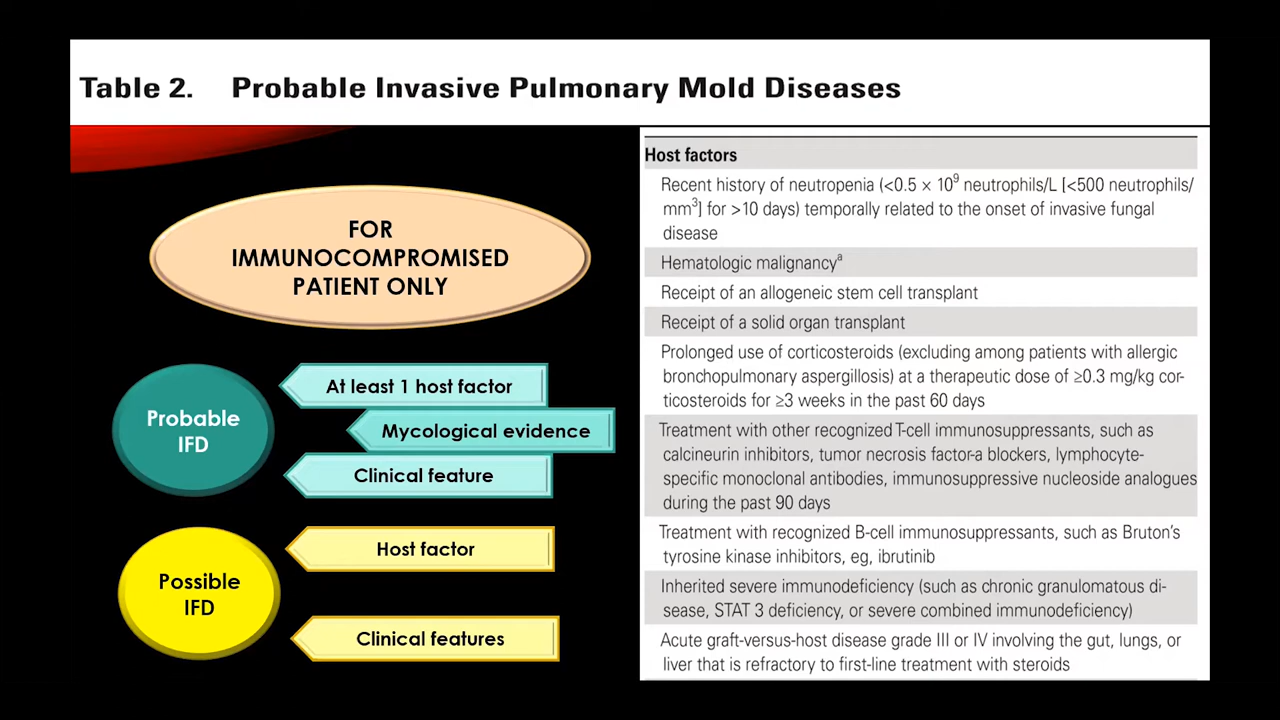 Table 2. Probable Invasive Pulmonary Mold Diseases
FOR
IMMUNOCOMPROMISED
PATIENT ONLY
Probable
IFD
At least 1 host factor
Mycological evidence
Clinical feature
Possible
IFD
Host factor
Clinical features
Host factors
Recent history of neutropenia (<0.5 × 10⁹ neutrophils/L [<500 neutrophils/
mm³] for >10 days) temporally related to the onset of invasive fungal
disease
Hematologic malignancyᵃ
Receipt of an allogeneic stem cell transplant
Receipt of a solid organ transplant
Prolonged use of corticosteroids (excluding among patients with allergic
bronchopulmonary aspergillosis) at a therapeutic dose of ≥0.3 mg/kg cor-
ticosteroids for ≥3 weeks in the past 60 days
Treatment with other recognized T-cell immunosuppressants, such as
calcineurin inhibitors, tumor necrosis factor-a blockers, lymphocyte-
specific monoclonal antibodies, immunosuppressive nucleoside analogues
during the past 90 days
Treatment with recognized B-cell immunosuppressants, such as Bruton's
tyrosine kinase inhibitors, eg, ibrutinib
Inherited severe immunodeficiency (such as chronic granulomatous di-
sease, STAT 3 deficiency, or severe combined immunodeficiency)
Acute graft-versus-host disease grade III or IV involving the gut, lungs, or
liver that is refractory to first-line treatment with steroids